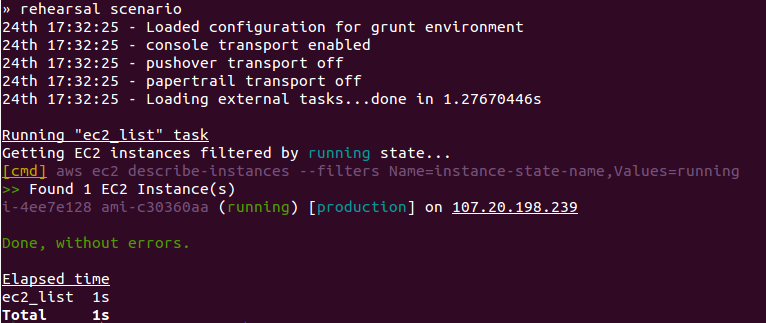 » rehearsal scenario
24th 17:32:25 - Loaded configuration for grunt environment
24th 17:32:25 - console transport enabled
24th 17:32:25 - pushover transport off
24th 17:32:25 - papertrail transport off
24th 17:32:25 - Loading external tasks...done in 1.27670446s
Running "ec2_list" task
Getting EC2 instances filtered by running state...
[cmd] aws ec2 describe-instances --filters Name=instance-state-name,Values=running
>> Found 1 EC2 Instance(s)
i-4ee7e128 ami-c30360aa (running) [production] on 107.20.198.239
Done, without errors.
Elapsed time
ec2_list 1s
Total 1s